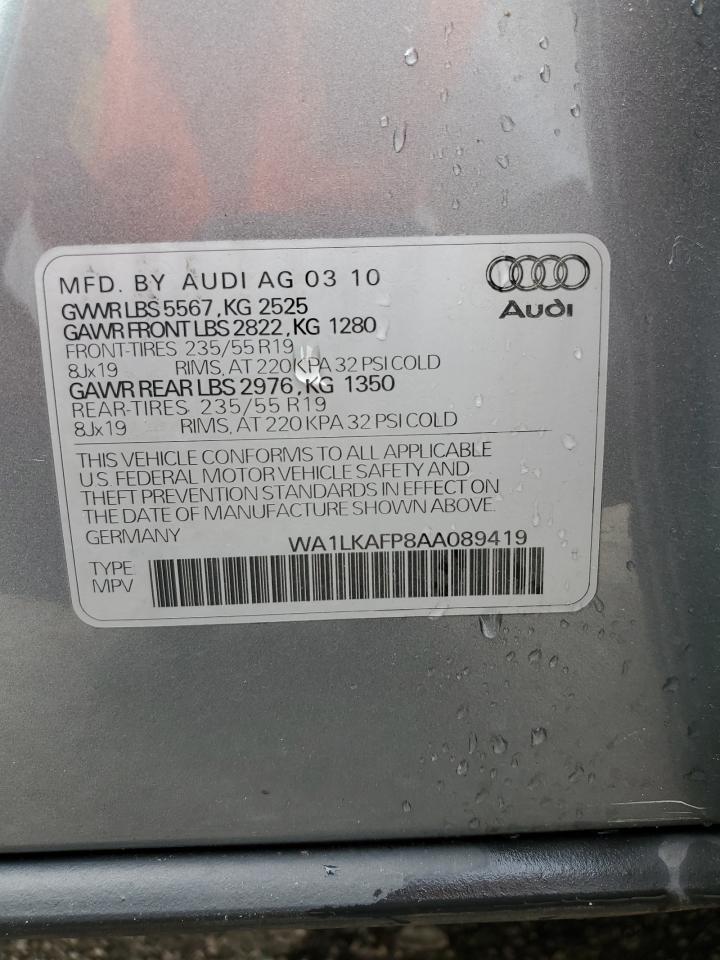 MFD. BY AUDI AG 03 10
Audi
GVWR LBS 5567, KG 2525
GAWR FRONT LBS 2822, KG 1280
FRONT-TIRES 235/55 R19
8Jx19 RIMS, AT 220 KPA 32 PSI COLD
GAWR REAR LBS 2976, KG 1350
REAR-TIRES 235/55 R19
8Jx19 RIMS, AT 220 KPA 32 PSI COLD
THIS VEHICLE CONFORMS TO ALL APPLICABLE
U.S. FEDERAL MOTOR VEHICLE SAFETY AND
THEFT PREVENTION STANDARDS IN EFFECT ON
THE DATE OF MANUFACTURE SHOWN ABOVE.
GERMANY WA1LKAFP8AA089419
TYPE
MPV